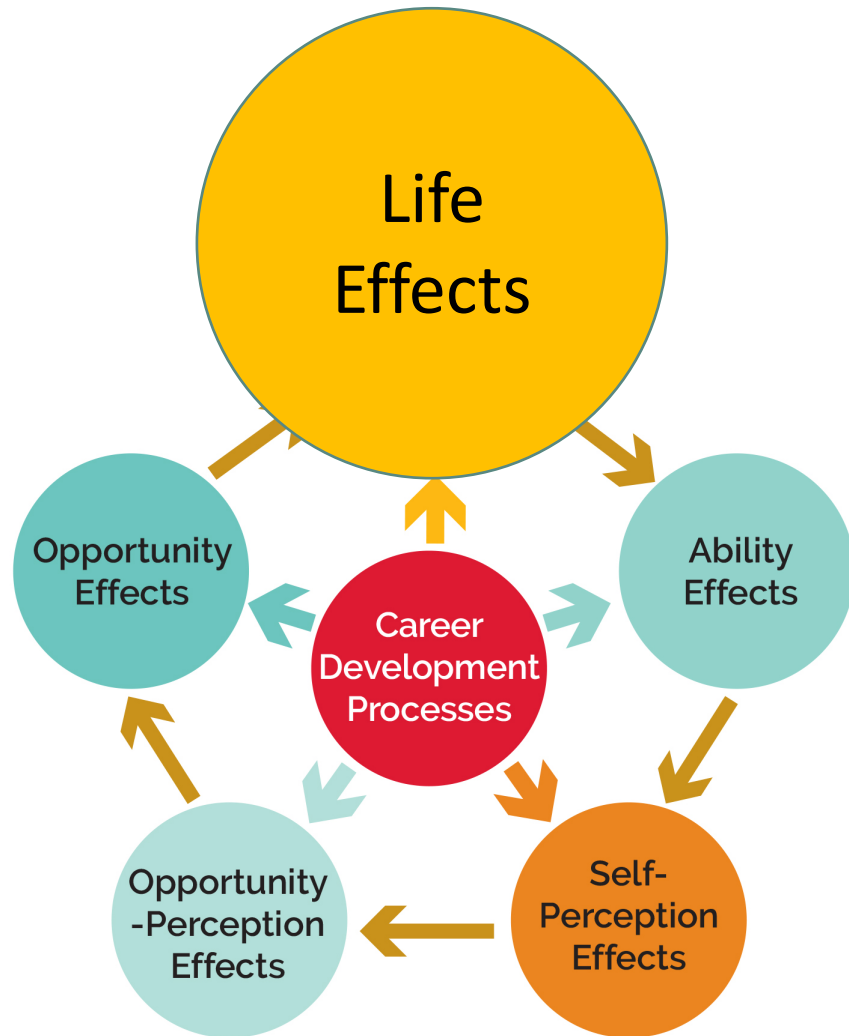 Life
Effects
Opportunity
Effects
Ability
Effects
Career
Development
Processes
Opportunity
-Perception
Effects
Self-
Perception
Effects